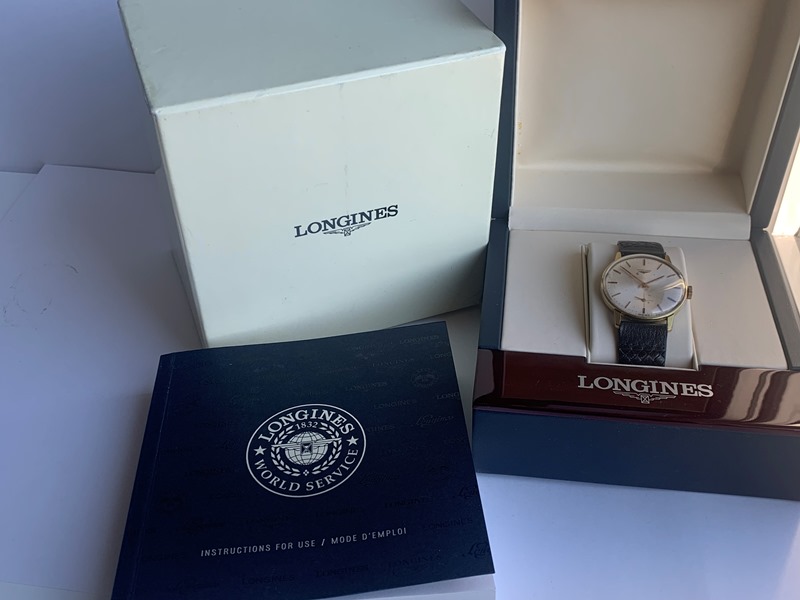 LONGINES
LONGINES
LONGINES
1832
WORLD SERVICE
INSTRUCTIONS FOR USE / MODE D'EMPLOI